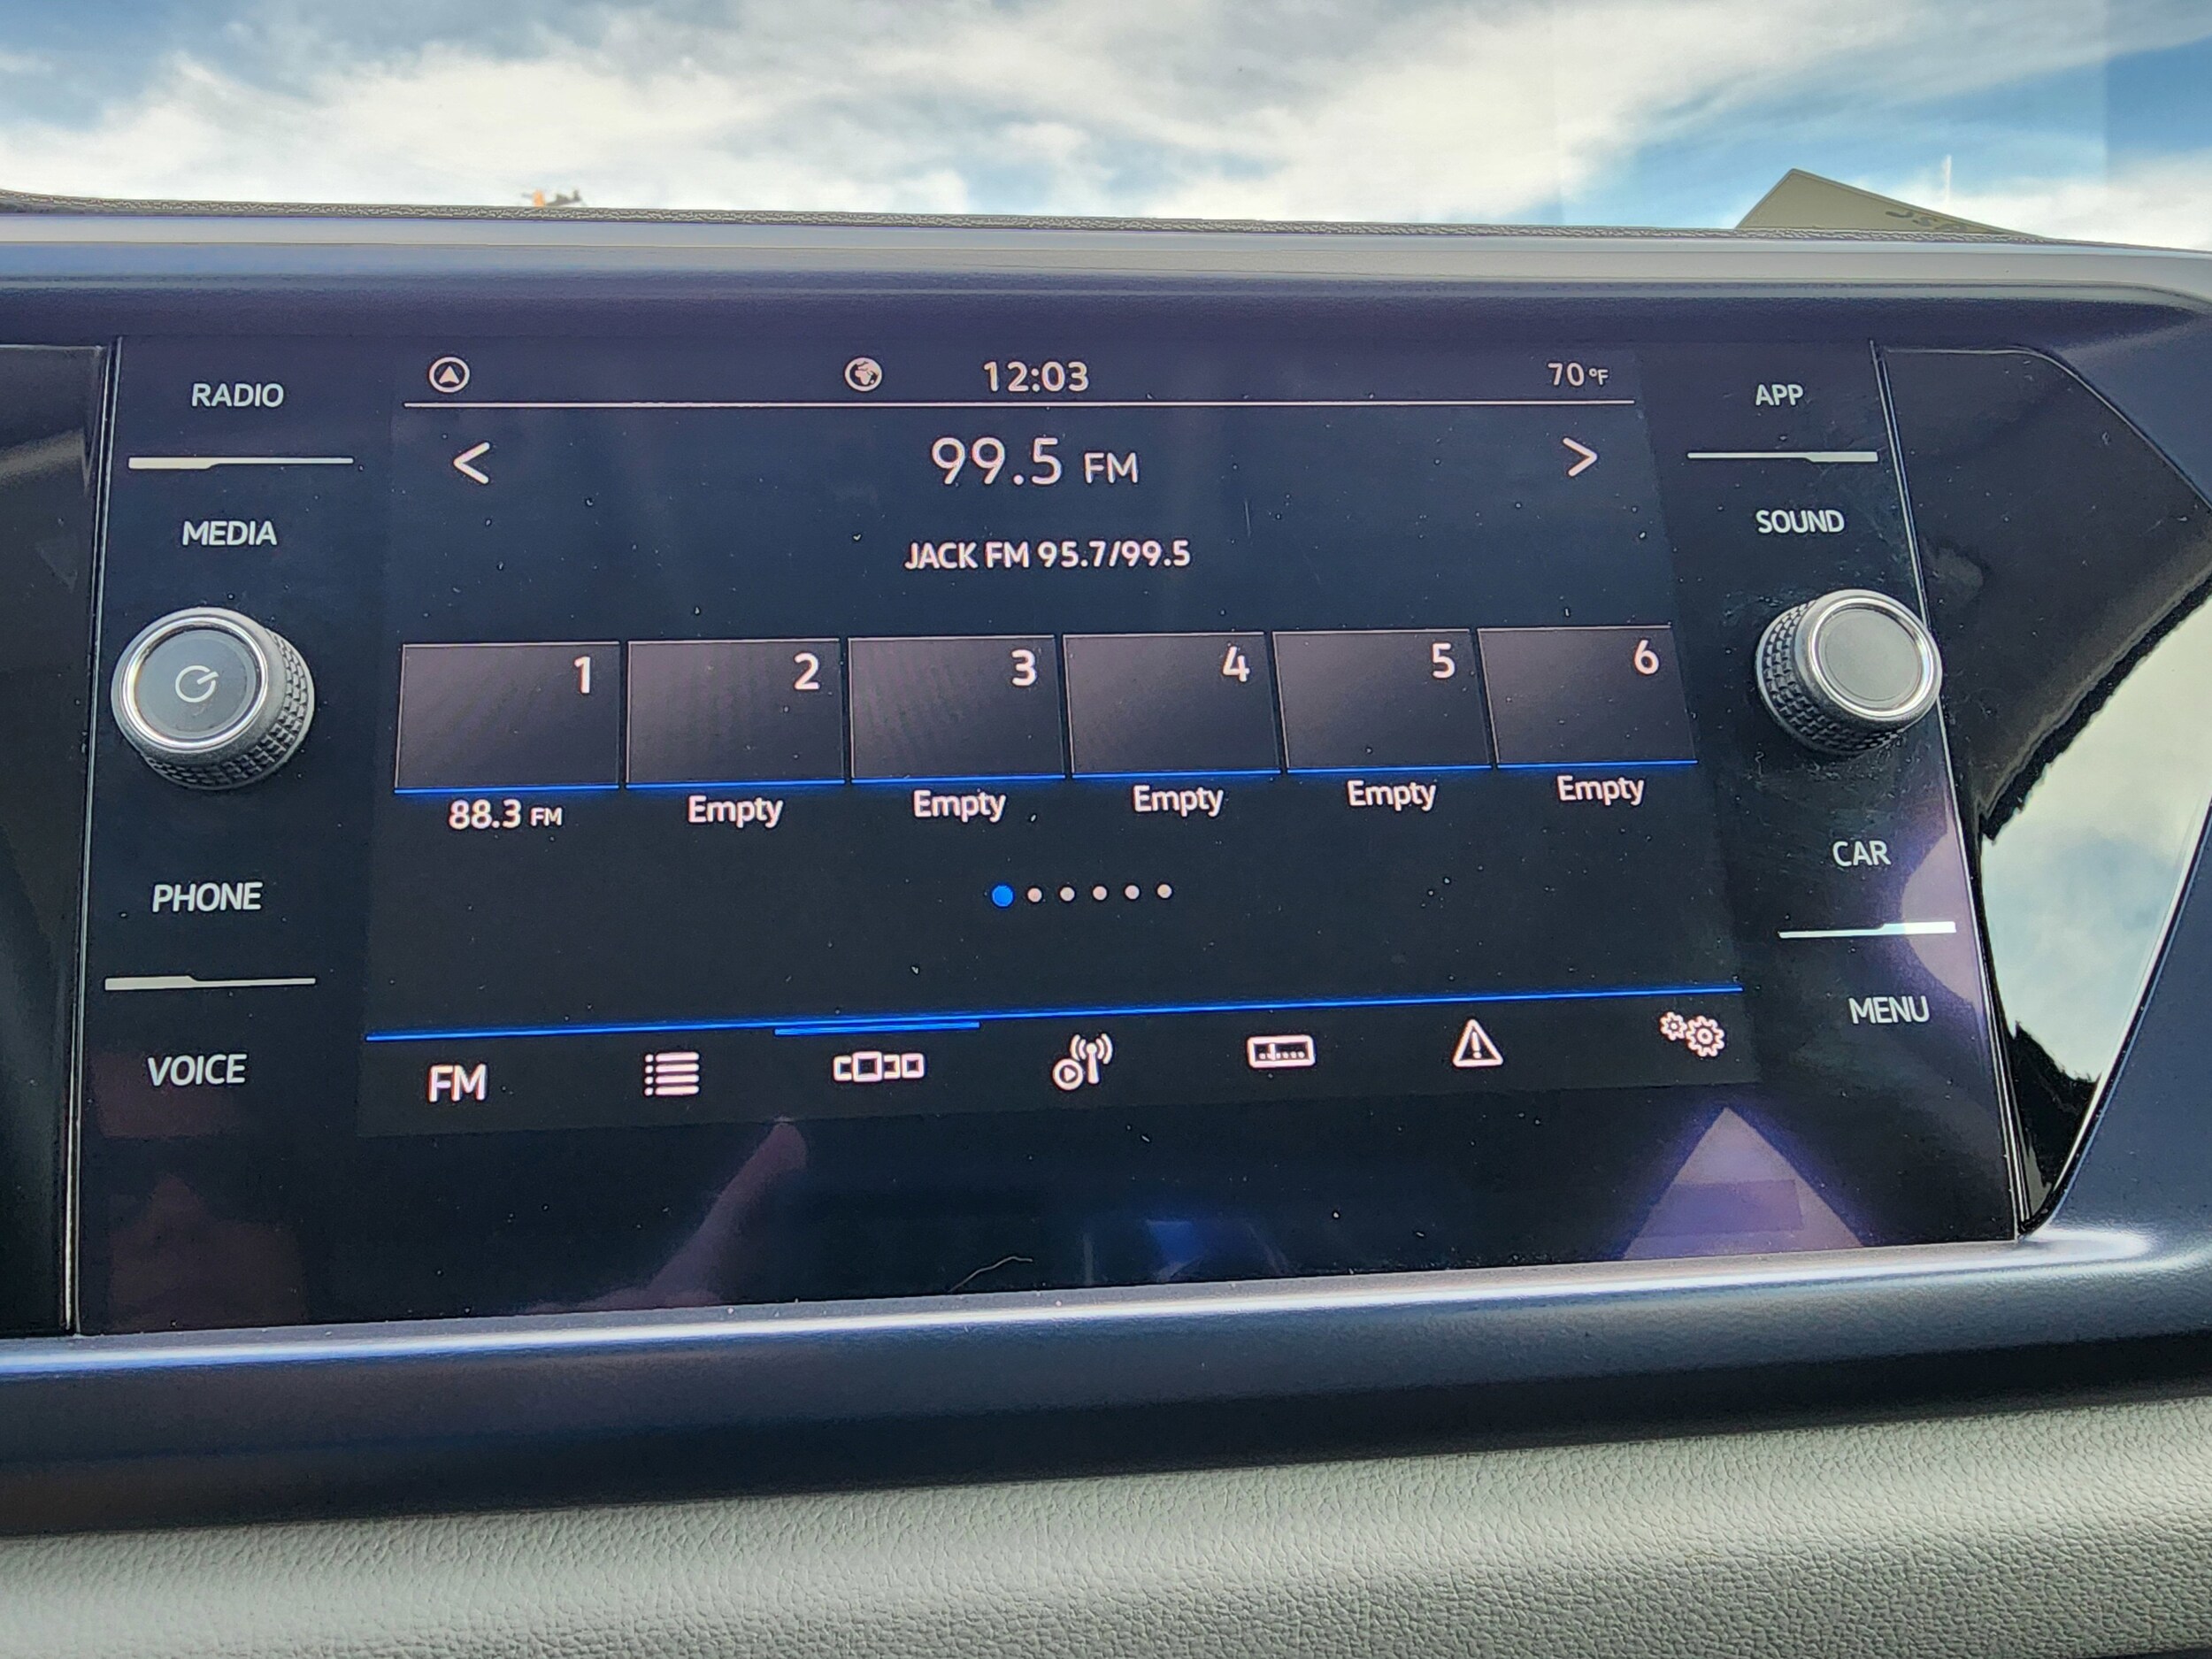 RADIO
MEDIA
PHONE
VOICE
12:03
70°F
< 99.5 FM >
JACK FM 95.7/99.5
1 2 3 4 5 6
88.3 FM Empty Empty Empty Empty Empty
FM
APP
SOUND
CAR
MENU